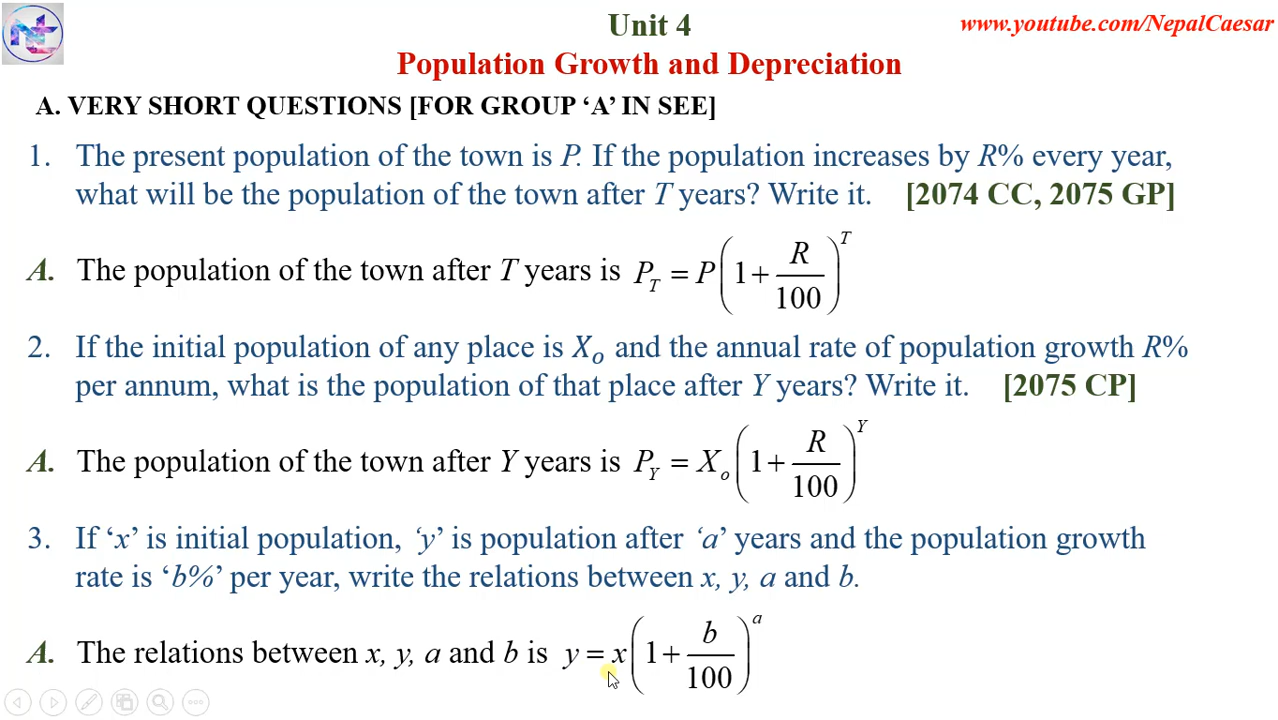 Unit 4
www.youtube.com/NepalCaesar
Population Growth and Depreciation
A. VERY SHORT QUESTIONS [FOR GROUP ‘A’ IN SEE]
1. The present population of the town is P. If the population increases by R% every year,
what will be the population of the town after T years? Write it. [2074 CC, 2075 GP]
A. The population of the town after T years is P_T = P(1 + R/100)^T
2. If the initial population of any place is X_o and the annual rate of population growth R%
per annum, what is the population of that place after Y years? Write it. [2075 CP]
A. The population of the town after Y years is P_Y = X_o(1 + R/100)^Y
3. If ‘x’ is initial population, ‘y’ is population after ‘a’ years and the population growth
rate is ‘b%’ per year, write the relations between x, y, a and b.
A. The relations between x, y, a and b is y = x(1 + b/100)^a